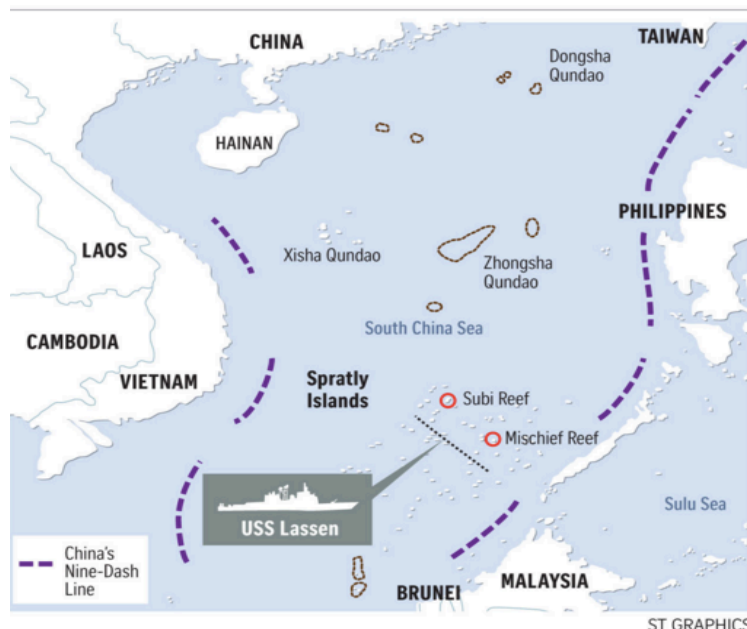 CHINA
TAIWAN
Dongsha
Qundao
HAINAN
PHILIPPINES
LAOS
Xisha Qundao
Zhongsha
Qundao
South China Sea
CAMBODIA
VIETNAM
Spratly
Islands
Subi Reef
Mischief Reef
USS Lassen
Sulu Sea
China's
Nine-Dash
Line
BRUNEI
MALAYSIA
ST GRAPHICS